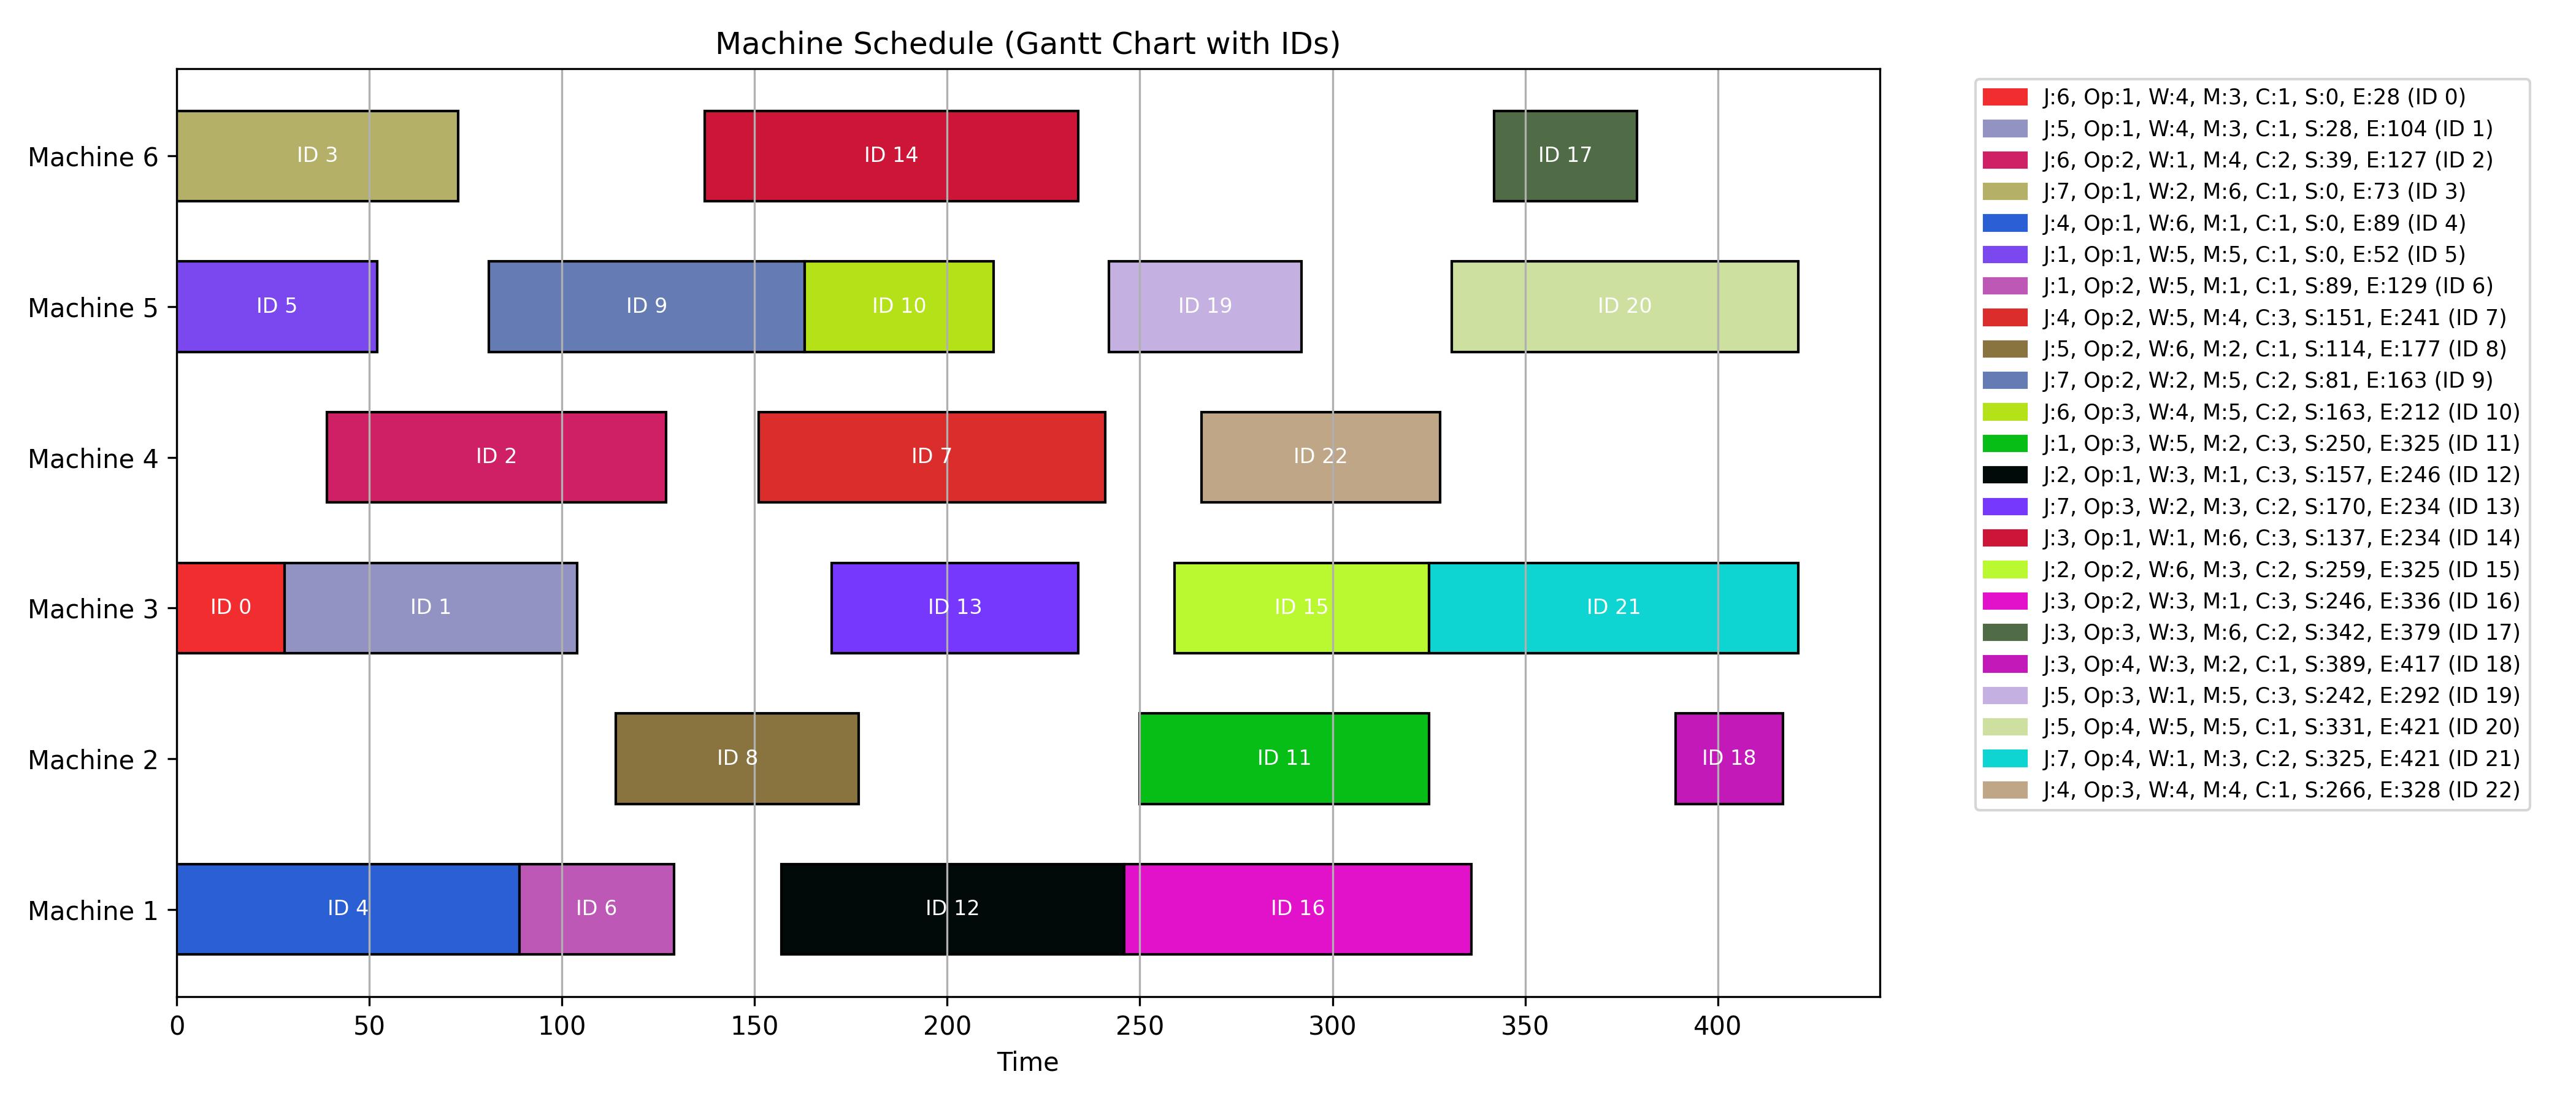 Machine Schedule (Gantt Chart with IDs)
Machine 6
ID 3
ID 14
ID 17
Machine 5
ID 5
ID 9
ID 10
ID 19
ID 20
Machine 4
ID 2
ID 7
ID 22
Machine 3
ID 0
ID 1
ID 13
ID 15
ID 21
Machine 2
ID 8
ID 11
ID 18
Machine 1
ID 4
ID 6
ID 12
ID 16
0 50 100 150 200 250 300 350 400
Time
J:6, Op:1, W:4, M:3, C:1, S:0, E:28 (ID 0)
J:5, Op:1, W:4, M:3, C:1, S:28, E:104 (ID 1)
J:6, Op:2, W:1, M:4, C:2, S:39, E:127 (ID 2)
J:7, Op:1, W:2, M:6, C:1, S:0, E:73 (ID 3)
J:4, Op:1, W:6, M:1, C:1, S:0, E:89 (ID 4)
J:1, Op:1, W:5, M:5, C:1, S:0, E:52 (ID 5)
J:1, Op:2, W:5, M:1, C:1, S:89, E:129 (ID 6)
J:4, Op:2, W:5, M:4, C:3, S:151, E:241 (ID 7)
J:5, Op:2, W:6, M:2, C:1, S:114, E:177 (ID 8)
J:7, Op:2, W:2, M:5, C:2, S:81, E:163 (ID 9)
J:6, Op:3, W:4, M:5, C:2, S:163, E:212 (ID 10)
J:1, Op:3, W:5, M:2, C:3, S:250, E:325 (ID 11)
J:2, Op:1, W:3, M:1, C:3, S:157, E:246 (ID 12)
J:7, Op:3, W:2, M:3, C:2, S:170, E:234 (ID 13)
J:3, Op:1, W:1, M:6, C:3, S:137, E:234 (ID 14)
J:2, Op:2, W:6, M:3, C:2, S:259, E:325 (ID 15)
J:3, Op:2, W:3, M:1, C:3, S:246, E:336 (ID 16)
J:3, Op:3, W:3, M:6, C:2, S:342, E:379 (ID 17)
J:3, Op:4, W:3, M:2, C:1, S:389, E:417 (ID 18)
J:5, Op:3, W:1, M:5, C:3, S:242, E:292 (ID 19)
J:5, Op:4, W:5, M:5, C:1, S:331, E:421 (ID 20)
J:7, Op:4, W:1, M:3, C:2, S:325, E:421 (ID 21)
J:4, Op:3, W:4, M:4, C:1, S:266, E:328 (ID 22)